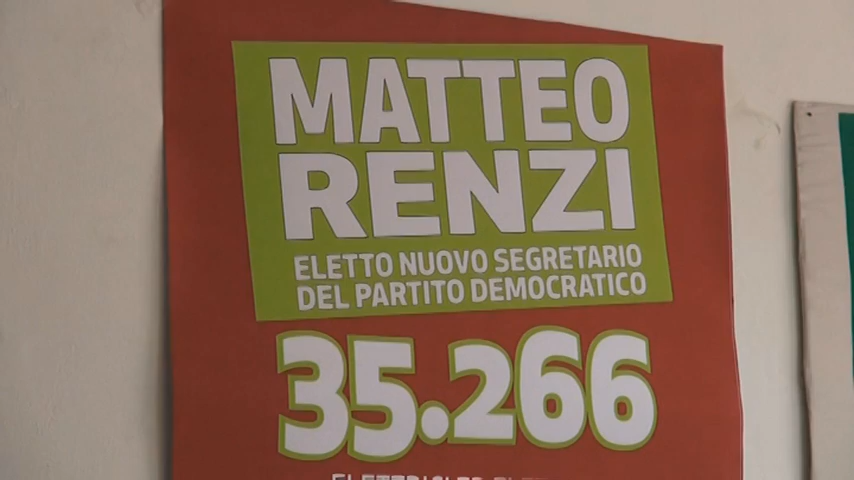 MATTEO
RENZI
ELETTO NUOVO SEGRETARIO
DEL PARTITO DEMOCRATICO
35.266